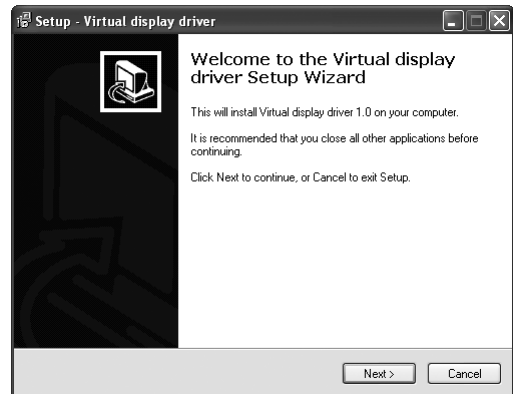 Setup - Virtual display driver
Welcome to the Virtual display
driver Setup Wizard
This will install Virtual display driver 1.0 on your computer.
It is recommended that you close all other applications before
continuing.
Click Next to continue, or Cancel to exit Setup.
Next >
Cancel